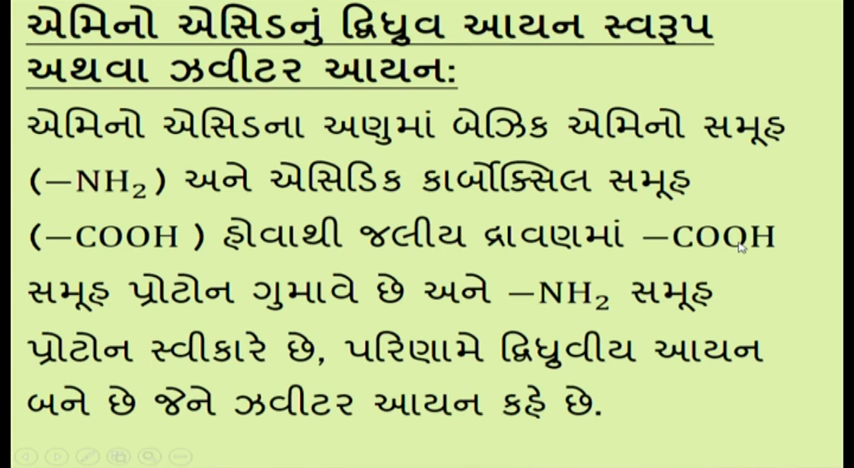 એમિનો એસિડનું દ્વિધ્રુવ આયન સ્વરૂપ
અથવા ઝવીટર આયન:
એમિનો એસિડના અણુમાં બેઝિક એમિનો સમૂહ
(–NH₂) અને એસિડિક કાર્બોક્સિલ સમૂહ
(–COOH ) હોવાથી જલીય દ્રાવણમાં –COOH
સમૂહ પ્રોટોન ગુમાવે છે અને –NH₂ સમૂહ
પ્રોટોન સ્વીકારે છે, પરિણામે દ્વિધ્રુવીય આયન
બને છે જેને ઝવીટર આયન કહે છે.